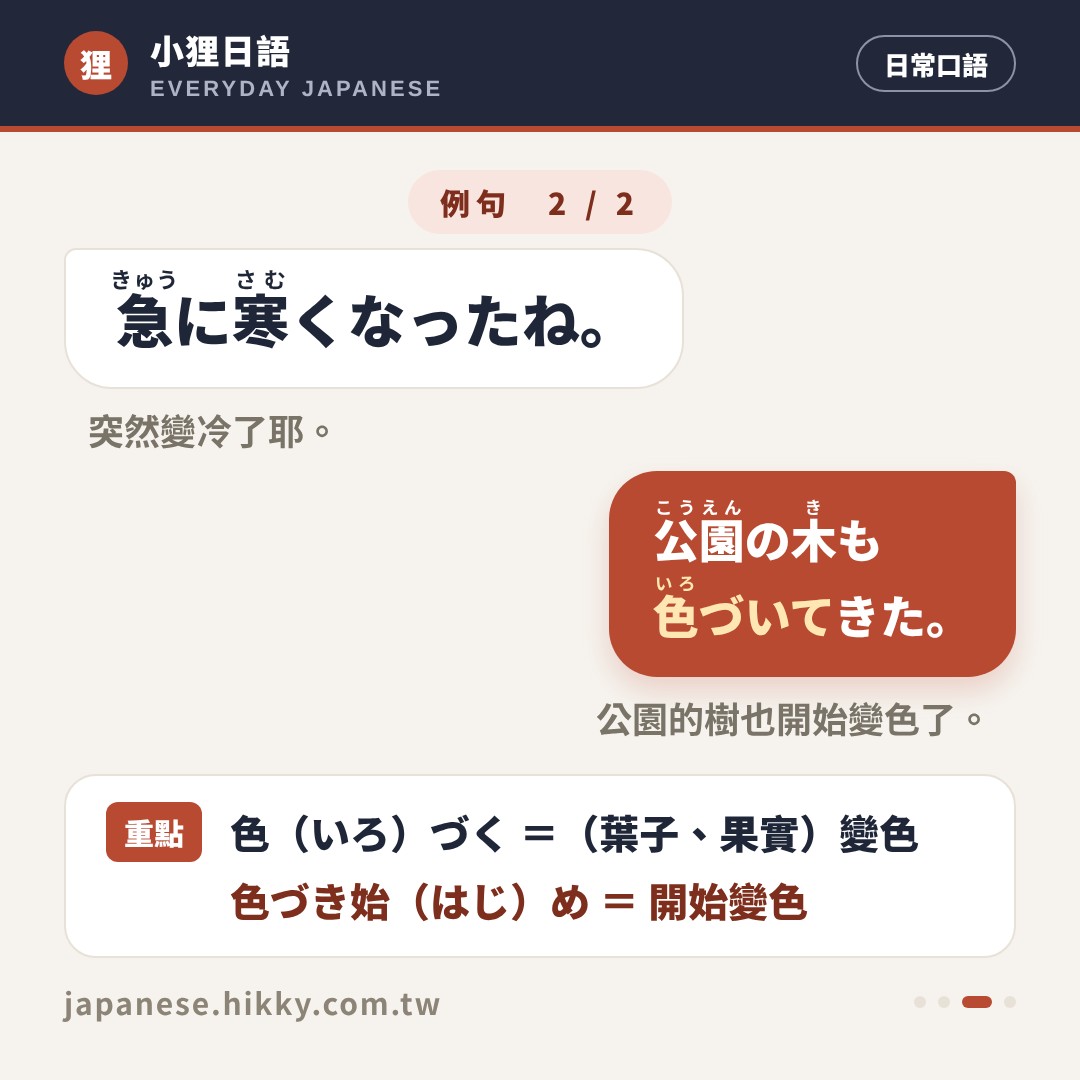 狸
小狸日語
EVERYDAY JAPANESE
日常口語
例句 2 / 2
きゅう さむ
急に寒くなったね。
突然變冷了耶。
こうえん き
公園の木も
いろ
色づいてきた。
公園的樹也開始變色了。
重點
色（いろ）づく ＝（葉子、果實）變色
色づき始（はじ）め ＝ 開始變色
japanese.hikky.com.tw